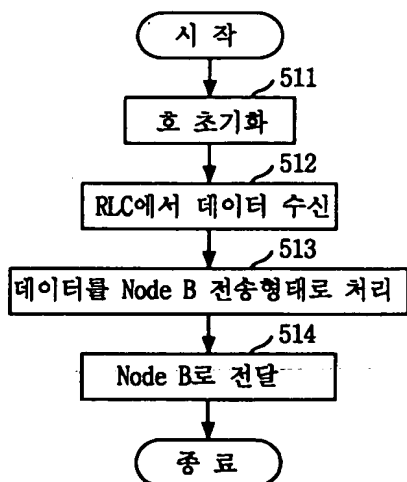 시 작
511
호 초기화
512
RLC에서 데이터 수신
513
데이터를 Node B 전송형태로 처리
514
Node B로 전달
종 료